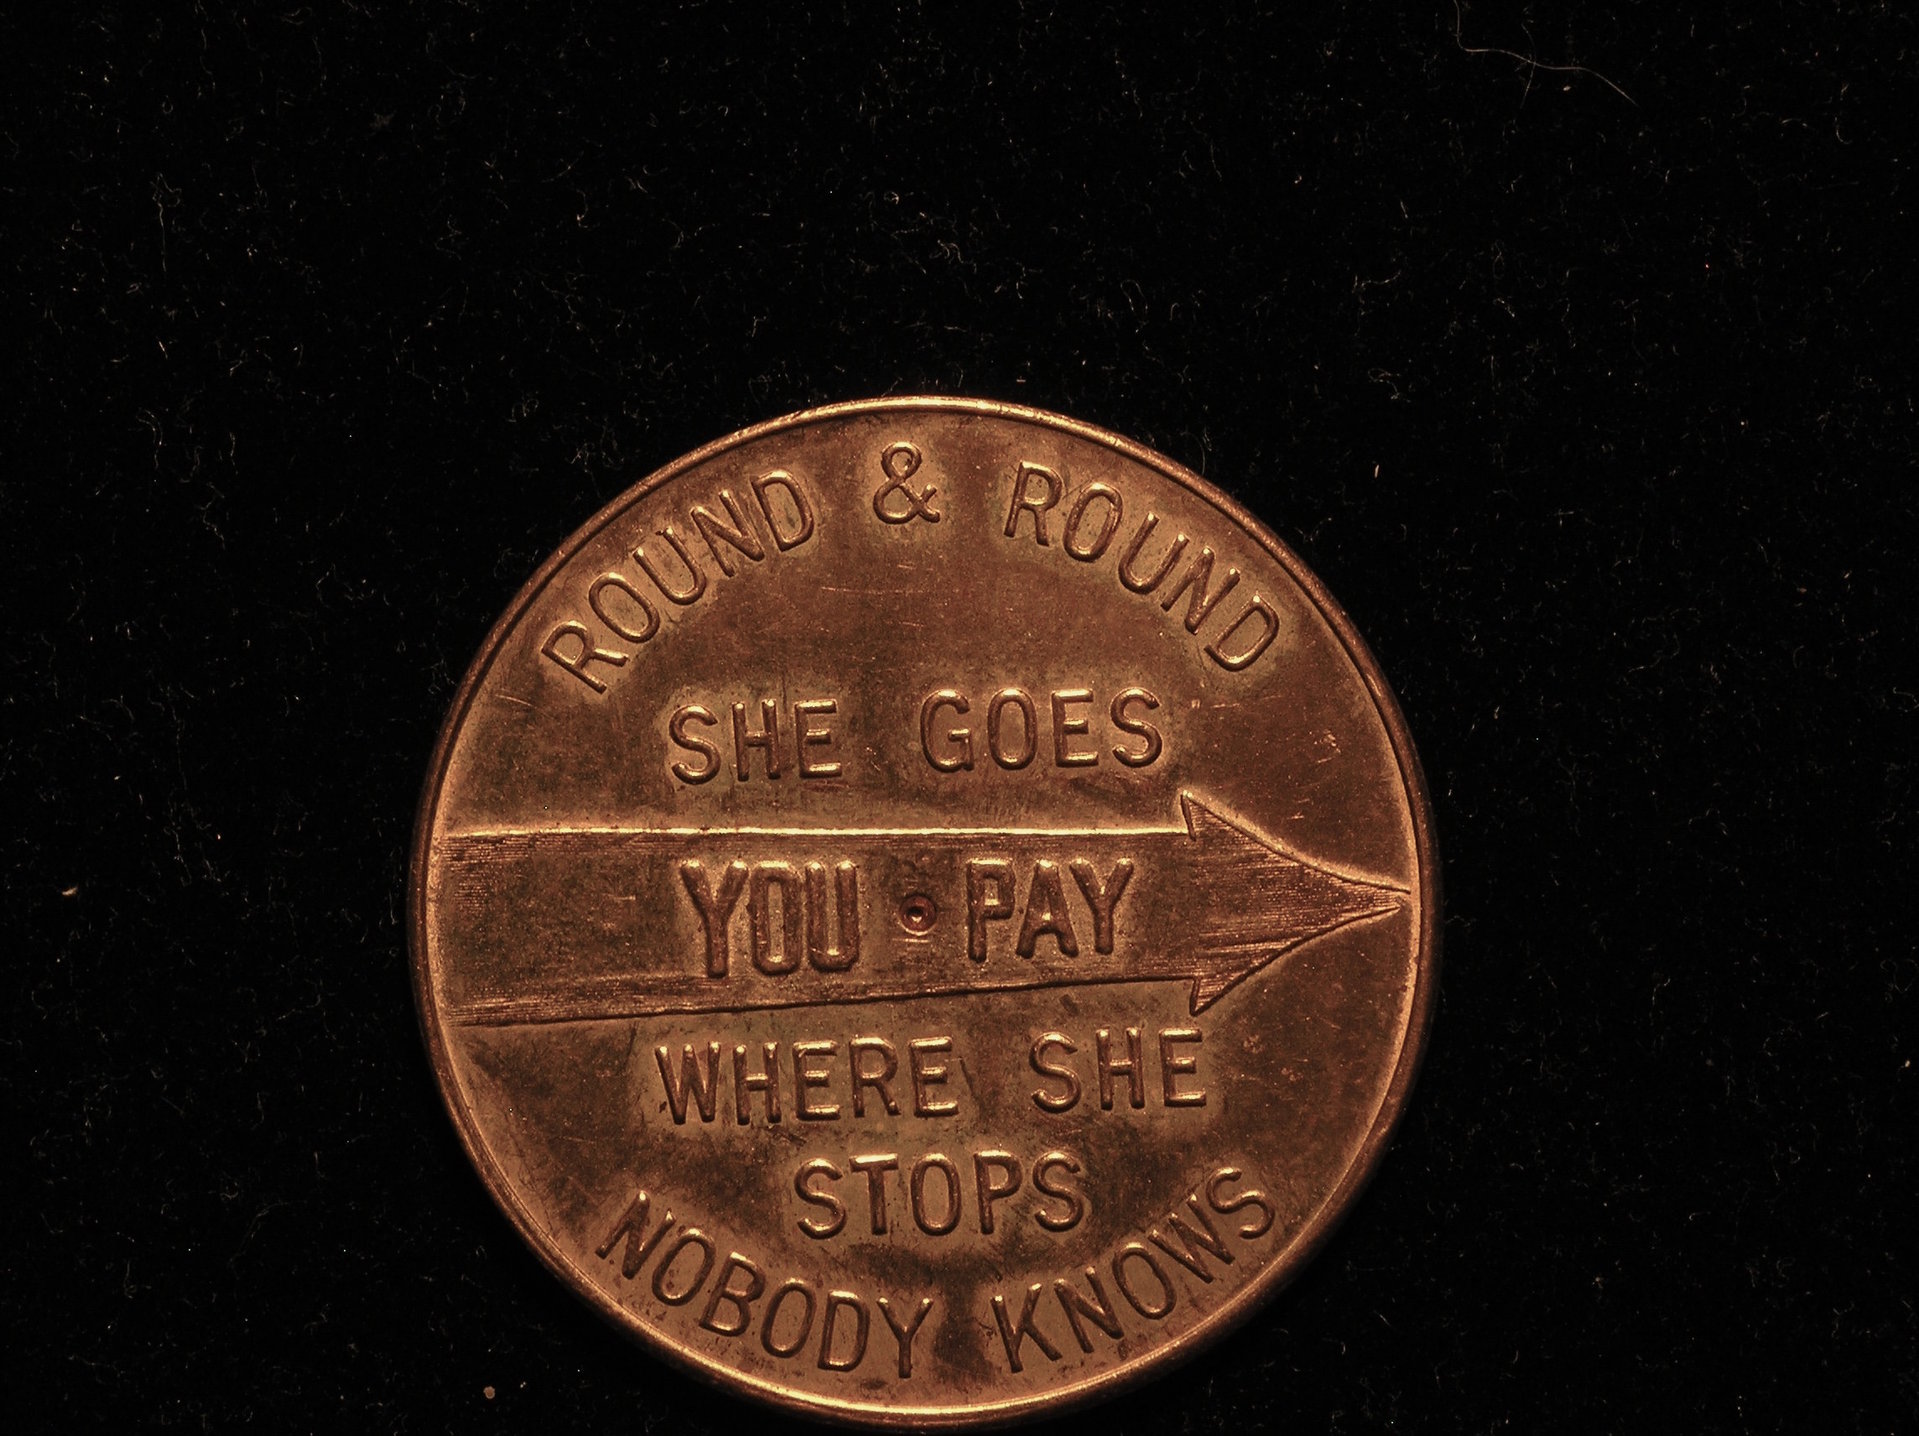 ROUND & ROUND
SHE GOES
YOU • PAY
WHERE SHE
STOPS
NOBODY KNOWS